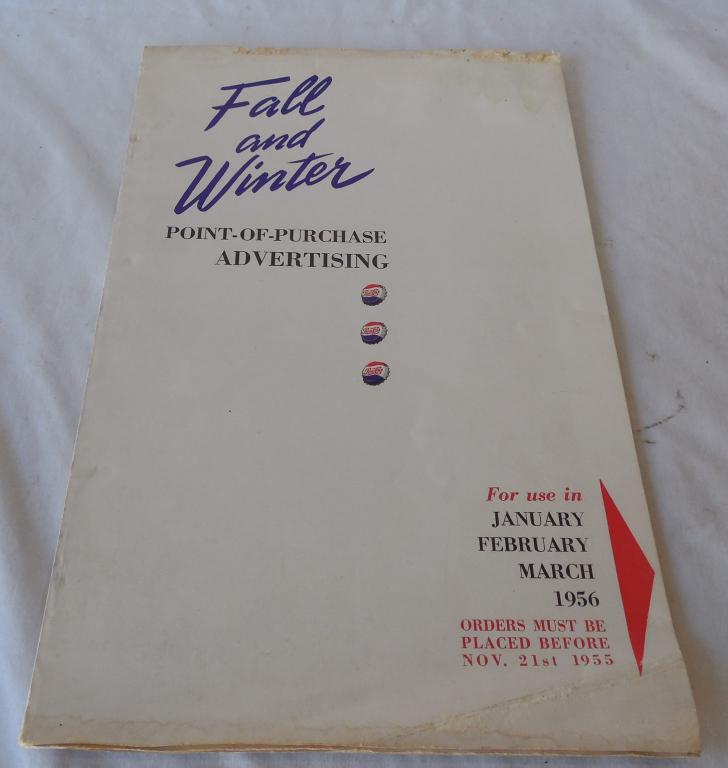 Fall
and
Winter
POINT-OF-PURCHASE
ADVERTISING
For use in
JANUARY
FEBRUARY
MARCH
1956
ORDERS MUST BE
PLACED BEFORE
NOV. 21st 1955